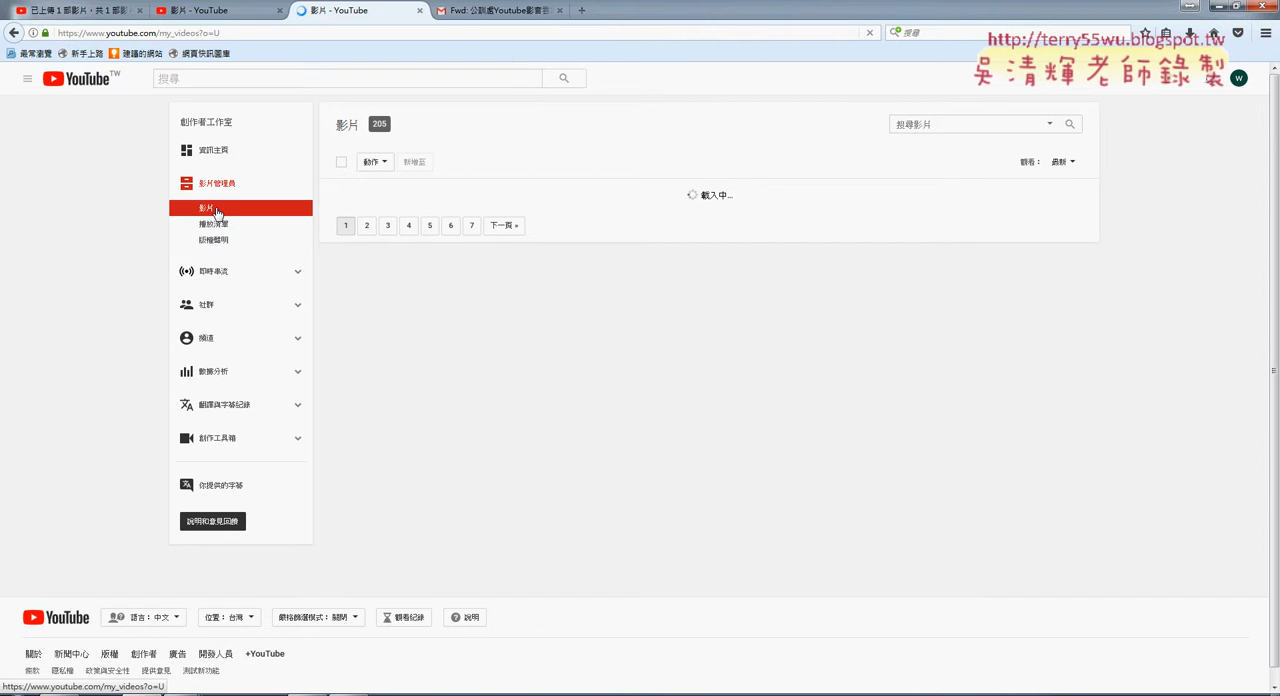 已上傳 1 部影片，共 1 部影
影片 - YouTube
影片 - YouTube
Fwd: 公訓處Youtube影音
https://www.youtube.com/my_videos?o=U
搜尋
最常瀏覽
新手上路
建議的網站
網頁快訊圖庫
http://terry55wu.blogspot.tw
吳清輝老師錄製
YouTube TW
搜尋
W
創作者工作室
資訊主頁
影片管理員
影片
播放清單
版權聲明
即時串流
社群
頻道
數據分析
翻譯與字幕紀錄
創作工具箱
你提供的字幕
說明和意見回饋
影片 205
搜尋影片
動作
新增至
觀看： 最新
載入中...
1 2 3 4 5 6 7 下一頁 »
YouTube
語言：中文
位置：台灣
嚴格篩選模式：關閉
觀看紀錄
說明
關於 新聞中心 版權 創作者 廣告 開發人員 +YouTube
條款 隱私權 政策與安全性 提供意見 測試新功能
https://www.youtube.com/my_videos?o=U